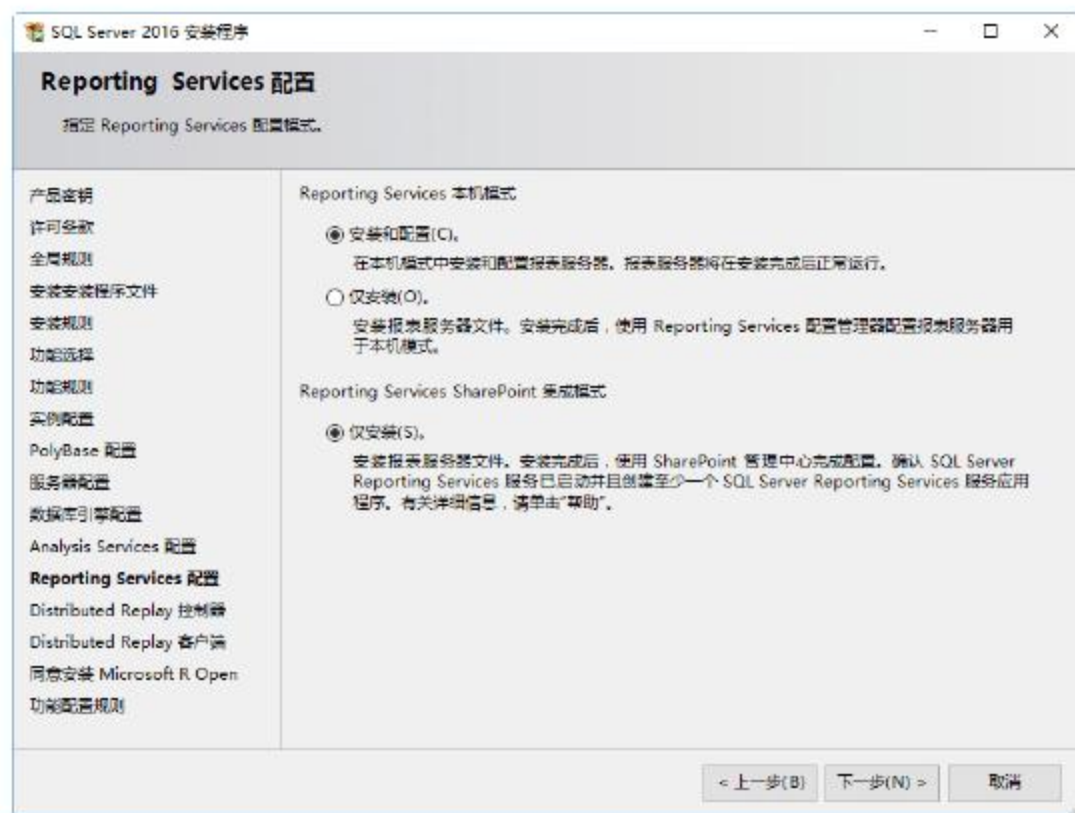 SQL Server 2016 安装程序
Reporting Services 配置
指定 Reporting Services 配置模式。
产品密钥
许可条款
全局规则
安装安装程序文件
安装规则
功能选择
功能规则
实例配置
PolyBase 配置
服务器配置
数据库引擎配置
Analysis Services 配置
Reporting Services 配置
Distributed Replay 控制器
Distributed Replay 客户端
同意安装 Microsoft R Open
功能配置规则
Reporting Services 本机模式
安装和配置(C)。
在本机模式中安装和配置报表服务器。报表服务器将在安装完成后正常运行。
仅安装(O)。
安装报表服务器文件。安装完成后，使用 Reporting Services 配置管理器配置报表服务器用
于本机模式。
Reporting Services SharePoint 集成模式
仅安装(S)。
安装报表服务器文件。安装完成后，使用 SharePoint 管理中心完成配置。确认 SQL Server
Reporting Services 服务已启动并且创建至少一个 SQL Server Reporting Services 服务应用
程序。有关详细信息，请单击“帮助”。
< 上一步(B)
下一步(N) >
取消